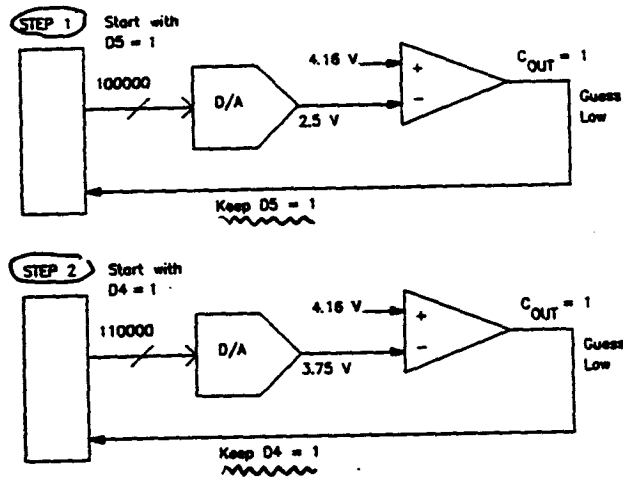 STEP 1
Start with
D5 = 1
100000
D/A
2.5 V
4.16 V
+
−
C_OUT = 1
Guess
Low
Keep D5 = 1
STEP 2
Start with
D4 = 1
110000
D/A
3.75 V
4.16 V
+
−
C_OUT = 1
Guess
Low
Keep D4 = 1